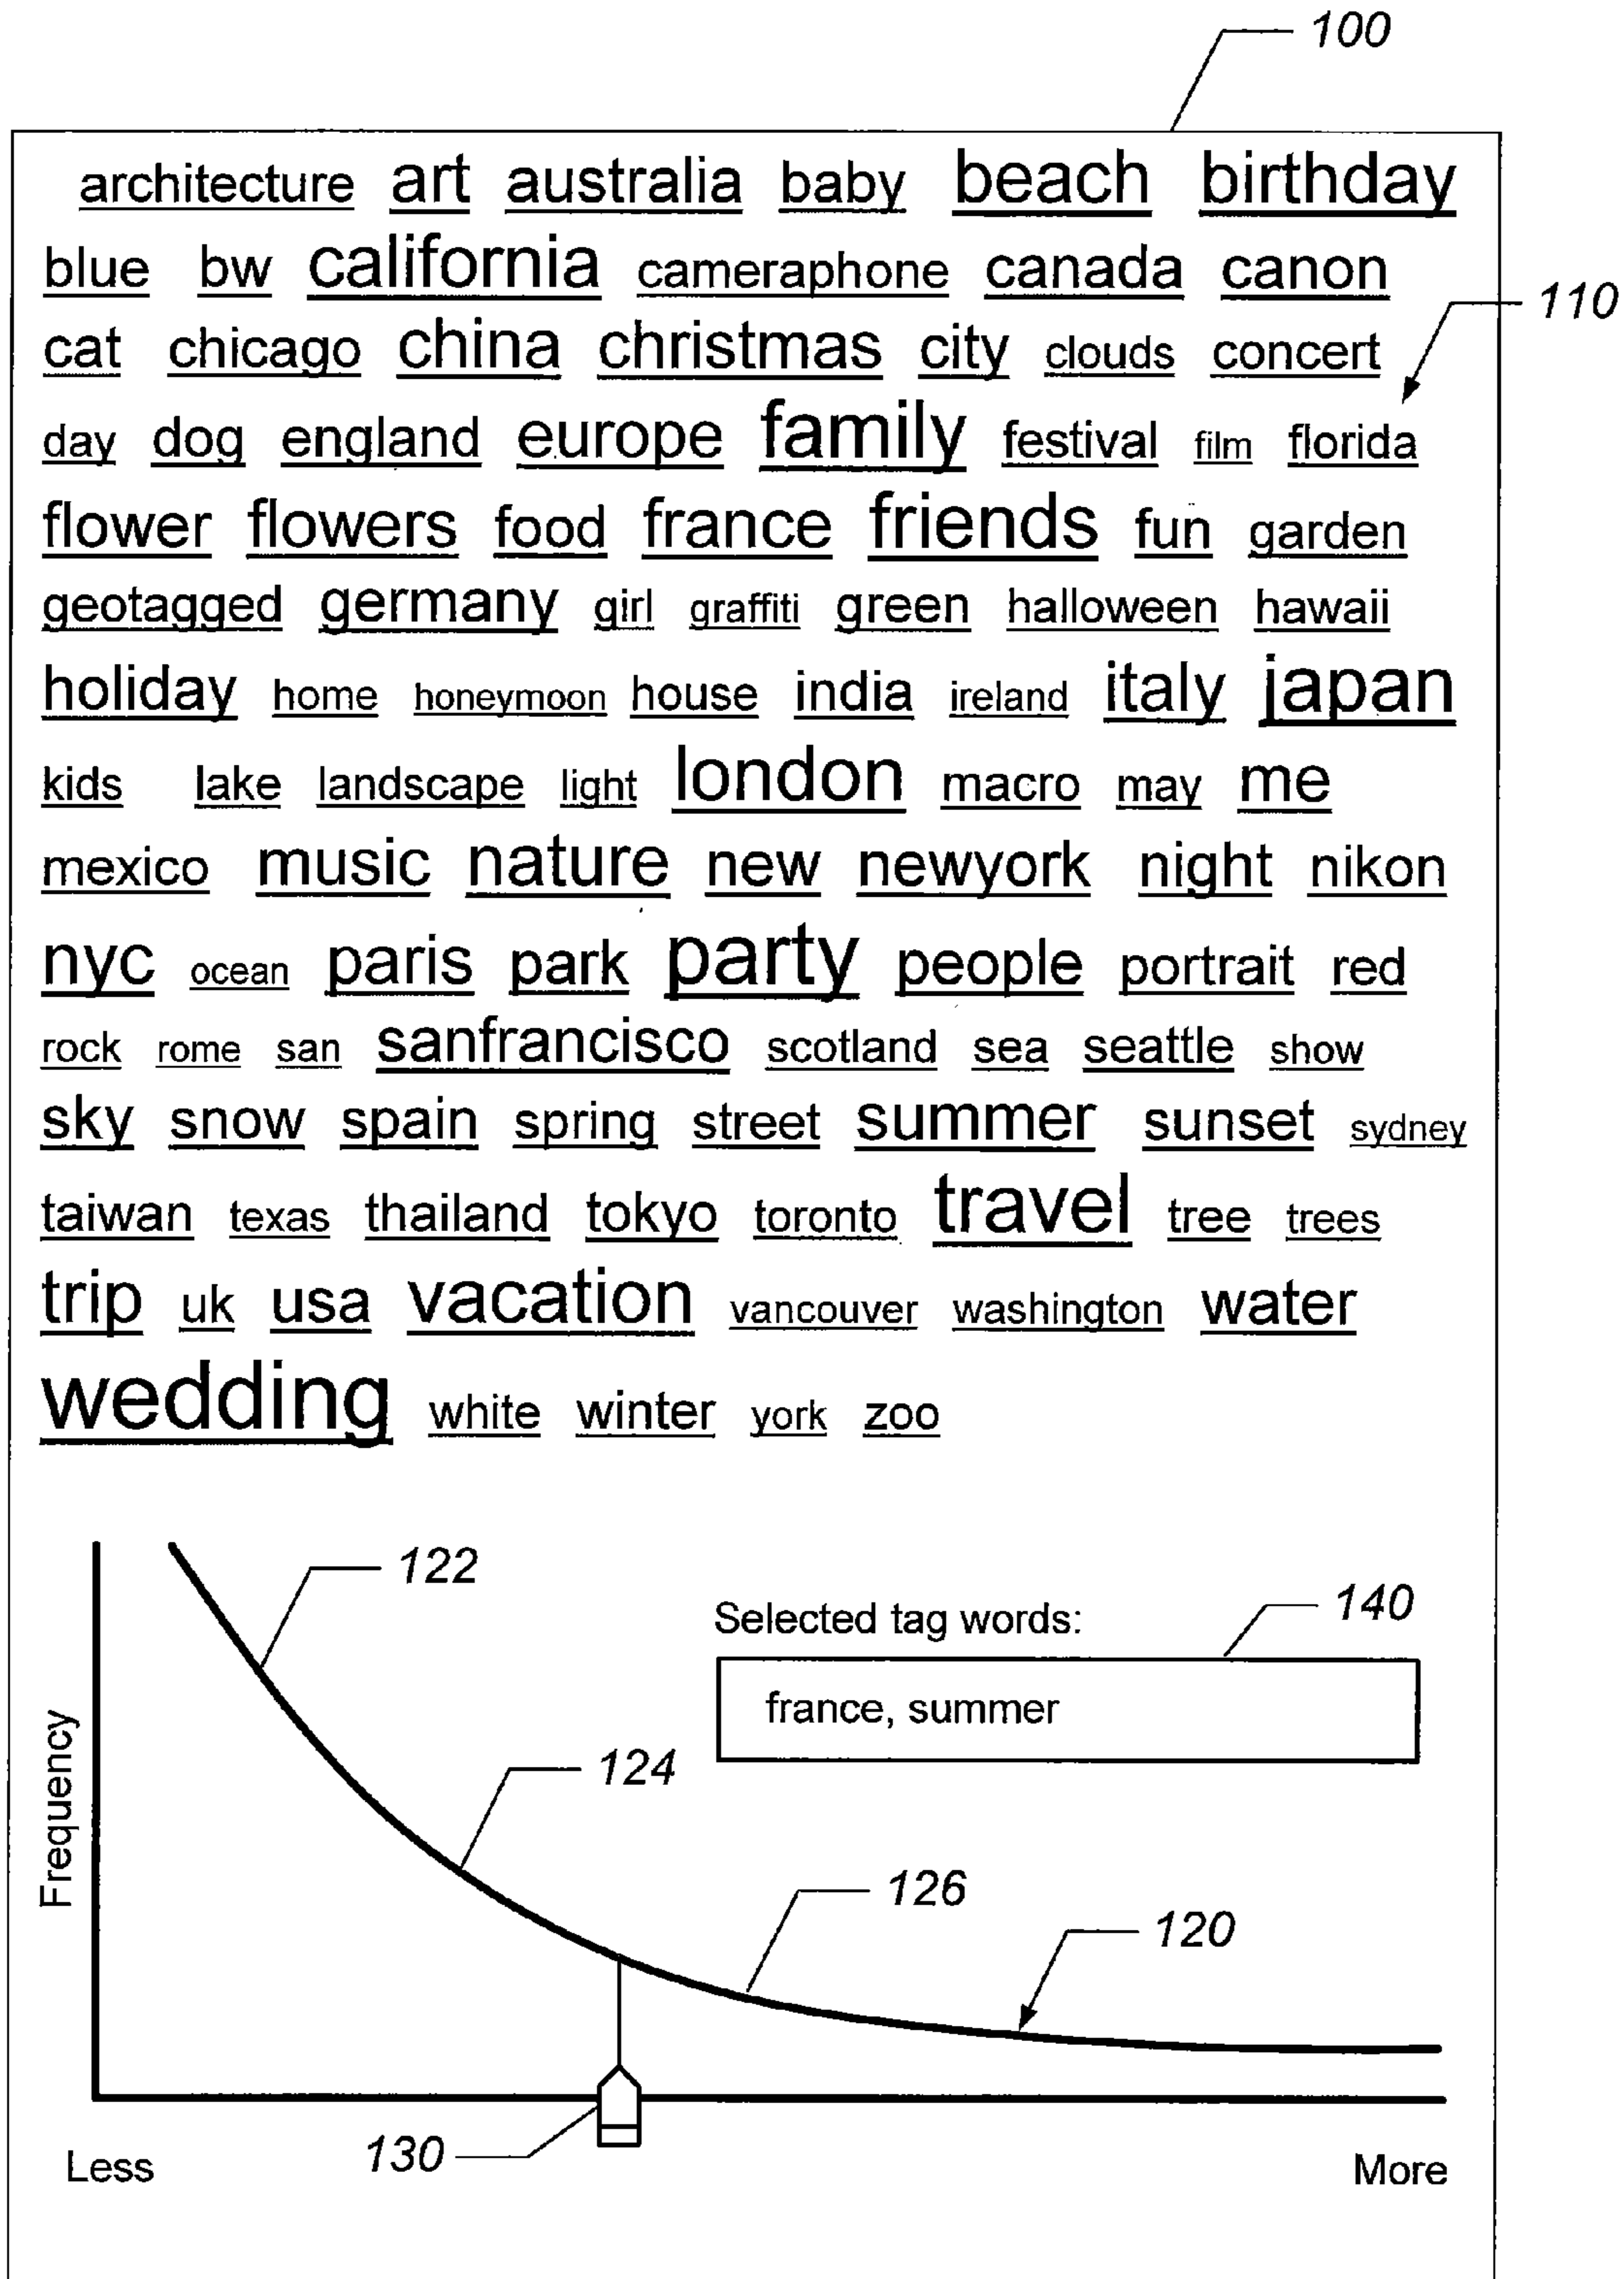 100
architecture art australia baby beach birthday
blue bw california cameraphone canada canon
110
cat chicago china christmas city clouds concert
day dog england europe family festival film florida
flower flowers food france friends fun garden
geotagged germany girl graffiti green halloween hawaii
holiday home honeymoon house india ireland italy japan
kids lake landscape light london macro may me
mexico music nature new newyork night nikon
nyc ocean paris park party people portrait red
rock rome san sanfrancisco scotland sea seattle show
sky snow spain spring street summer sunset sydney
taiwan texas thailand tokyo toronto travel tree trees
trip uk usa vacation vancouver washington water
wedding white winter york zoo
122
Selected tag words:
140
france, summer
124
Frequency
126
120
130
Less
More